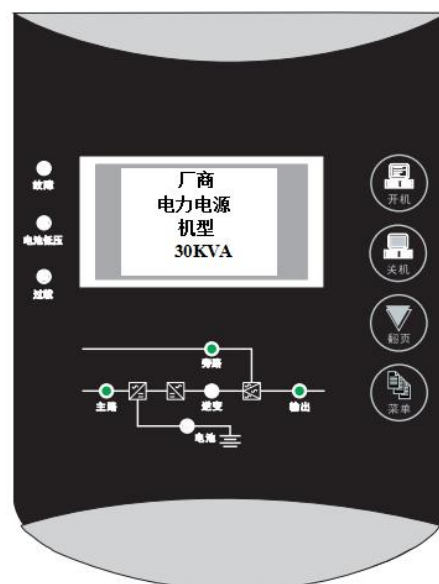 厂商
电力电源
机型
30KVA
故障
电池低压
过载
开机
关机
翻页
菜单
旁路
主路
逆变
输出
电池